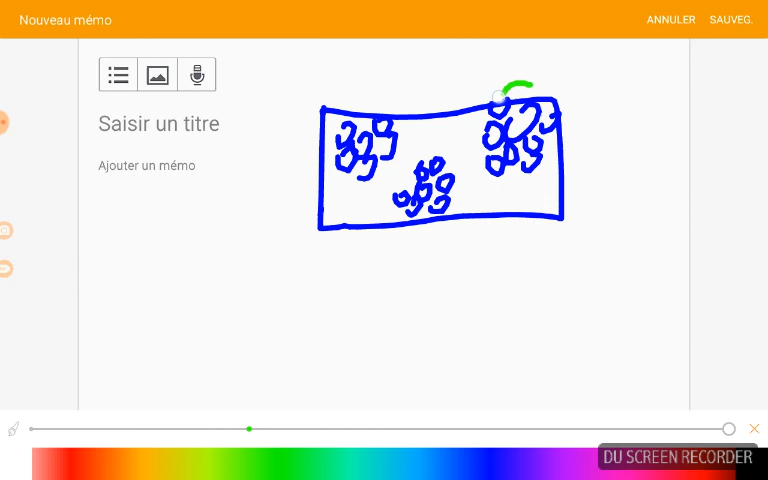 Nouveau mémo
ANNULER SAUVEG.
Saisir un titre
Ajouter un mémo
DU SCREEN RECORDER